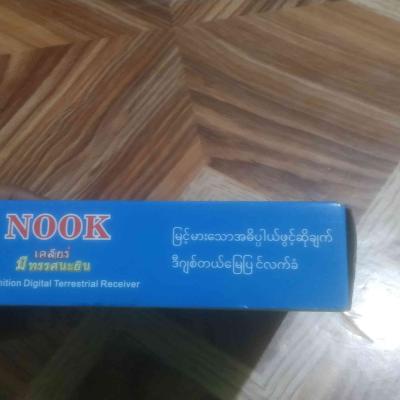 NOOK
เคลียร์
มีทรรศนะยิน
nition Digital Terrestrial Receiver
မြင့်မားသောအဓိပ္ပါယ်ဖွင့်ဆိုချက်
ဒီဂျစ်တယ်မြေပြင်လက်ခံ